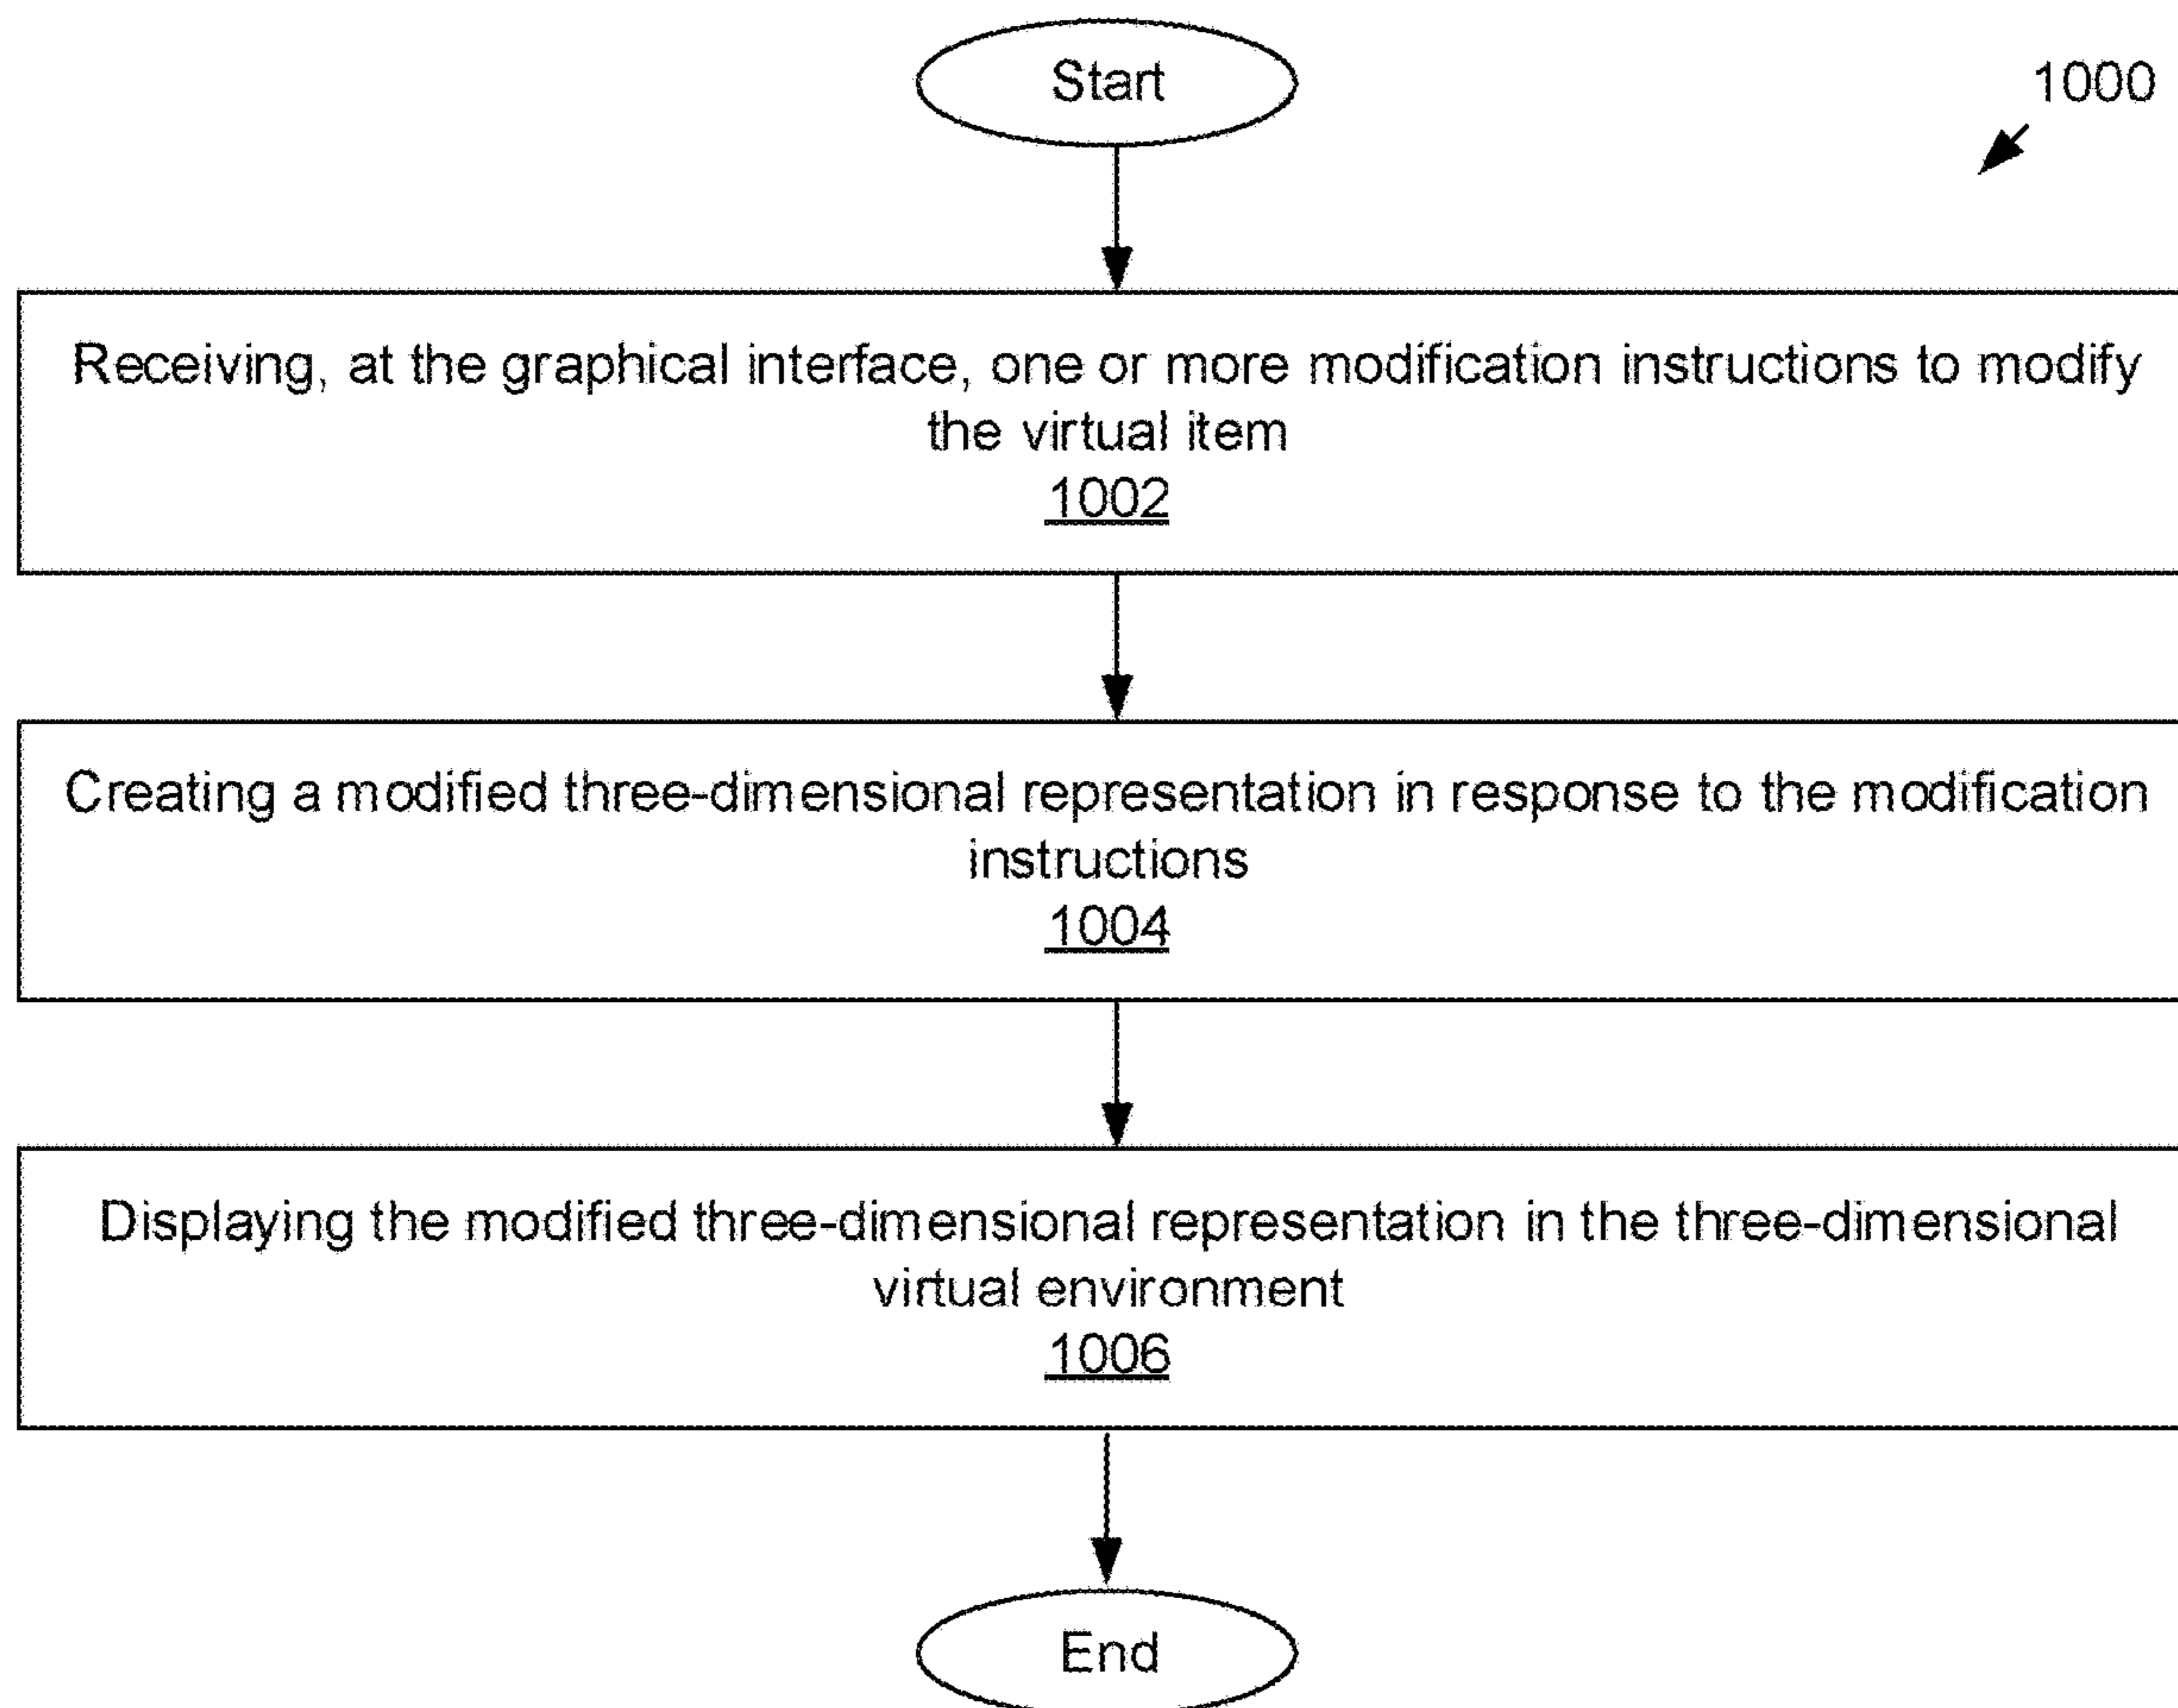 Start
1000
Receiving, at the graphical interface, one or more modification instructions to modify
the virtual item
1002
Creating a modified three-dimensional representation in response to the modification
instructions
1004
Displaying the modified three-dimensional representation in the three-dimensional
virtual environment
1006
End